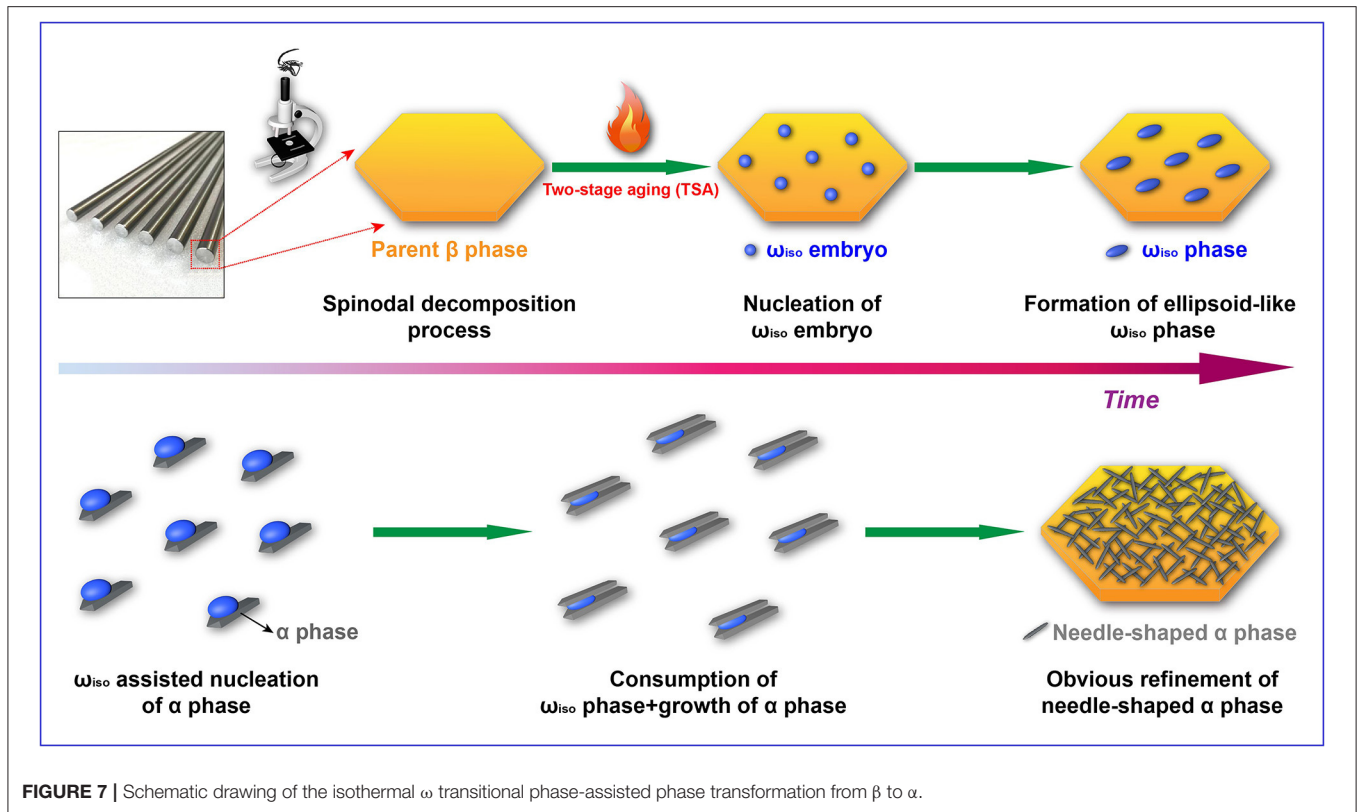 Two-stage aging (TSA)
Parent β phase
ωiso embryo
ωiso phase
Spinodal decomposition
process
Nucleation of
ωiso embryo
Formation of ellipsoid-like
ωiso phase
Time
α phase
Needle-shaped α phase
ωiso assisted nucleation
of α phase
Consumption of
ωiso phase+growth of α phase
Obvious refinement of
needle-shaped α phase
FIGURE 7 | Schematic drawing of the isothermal ω transitional phase-assisted phase transformation from β to α.